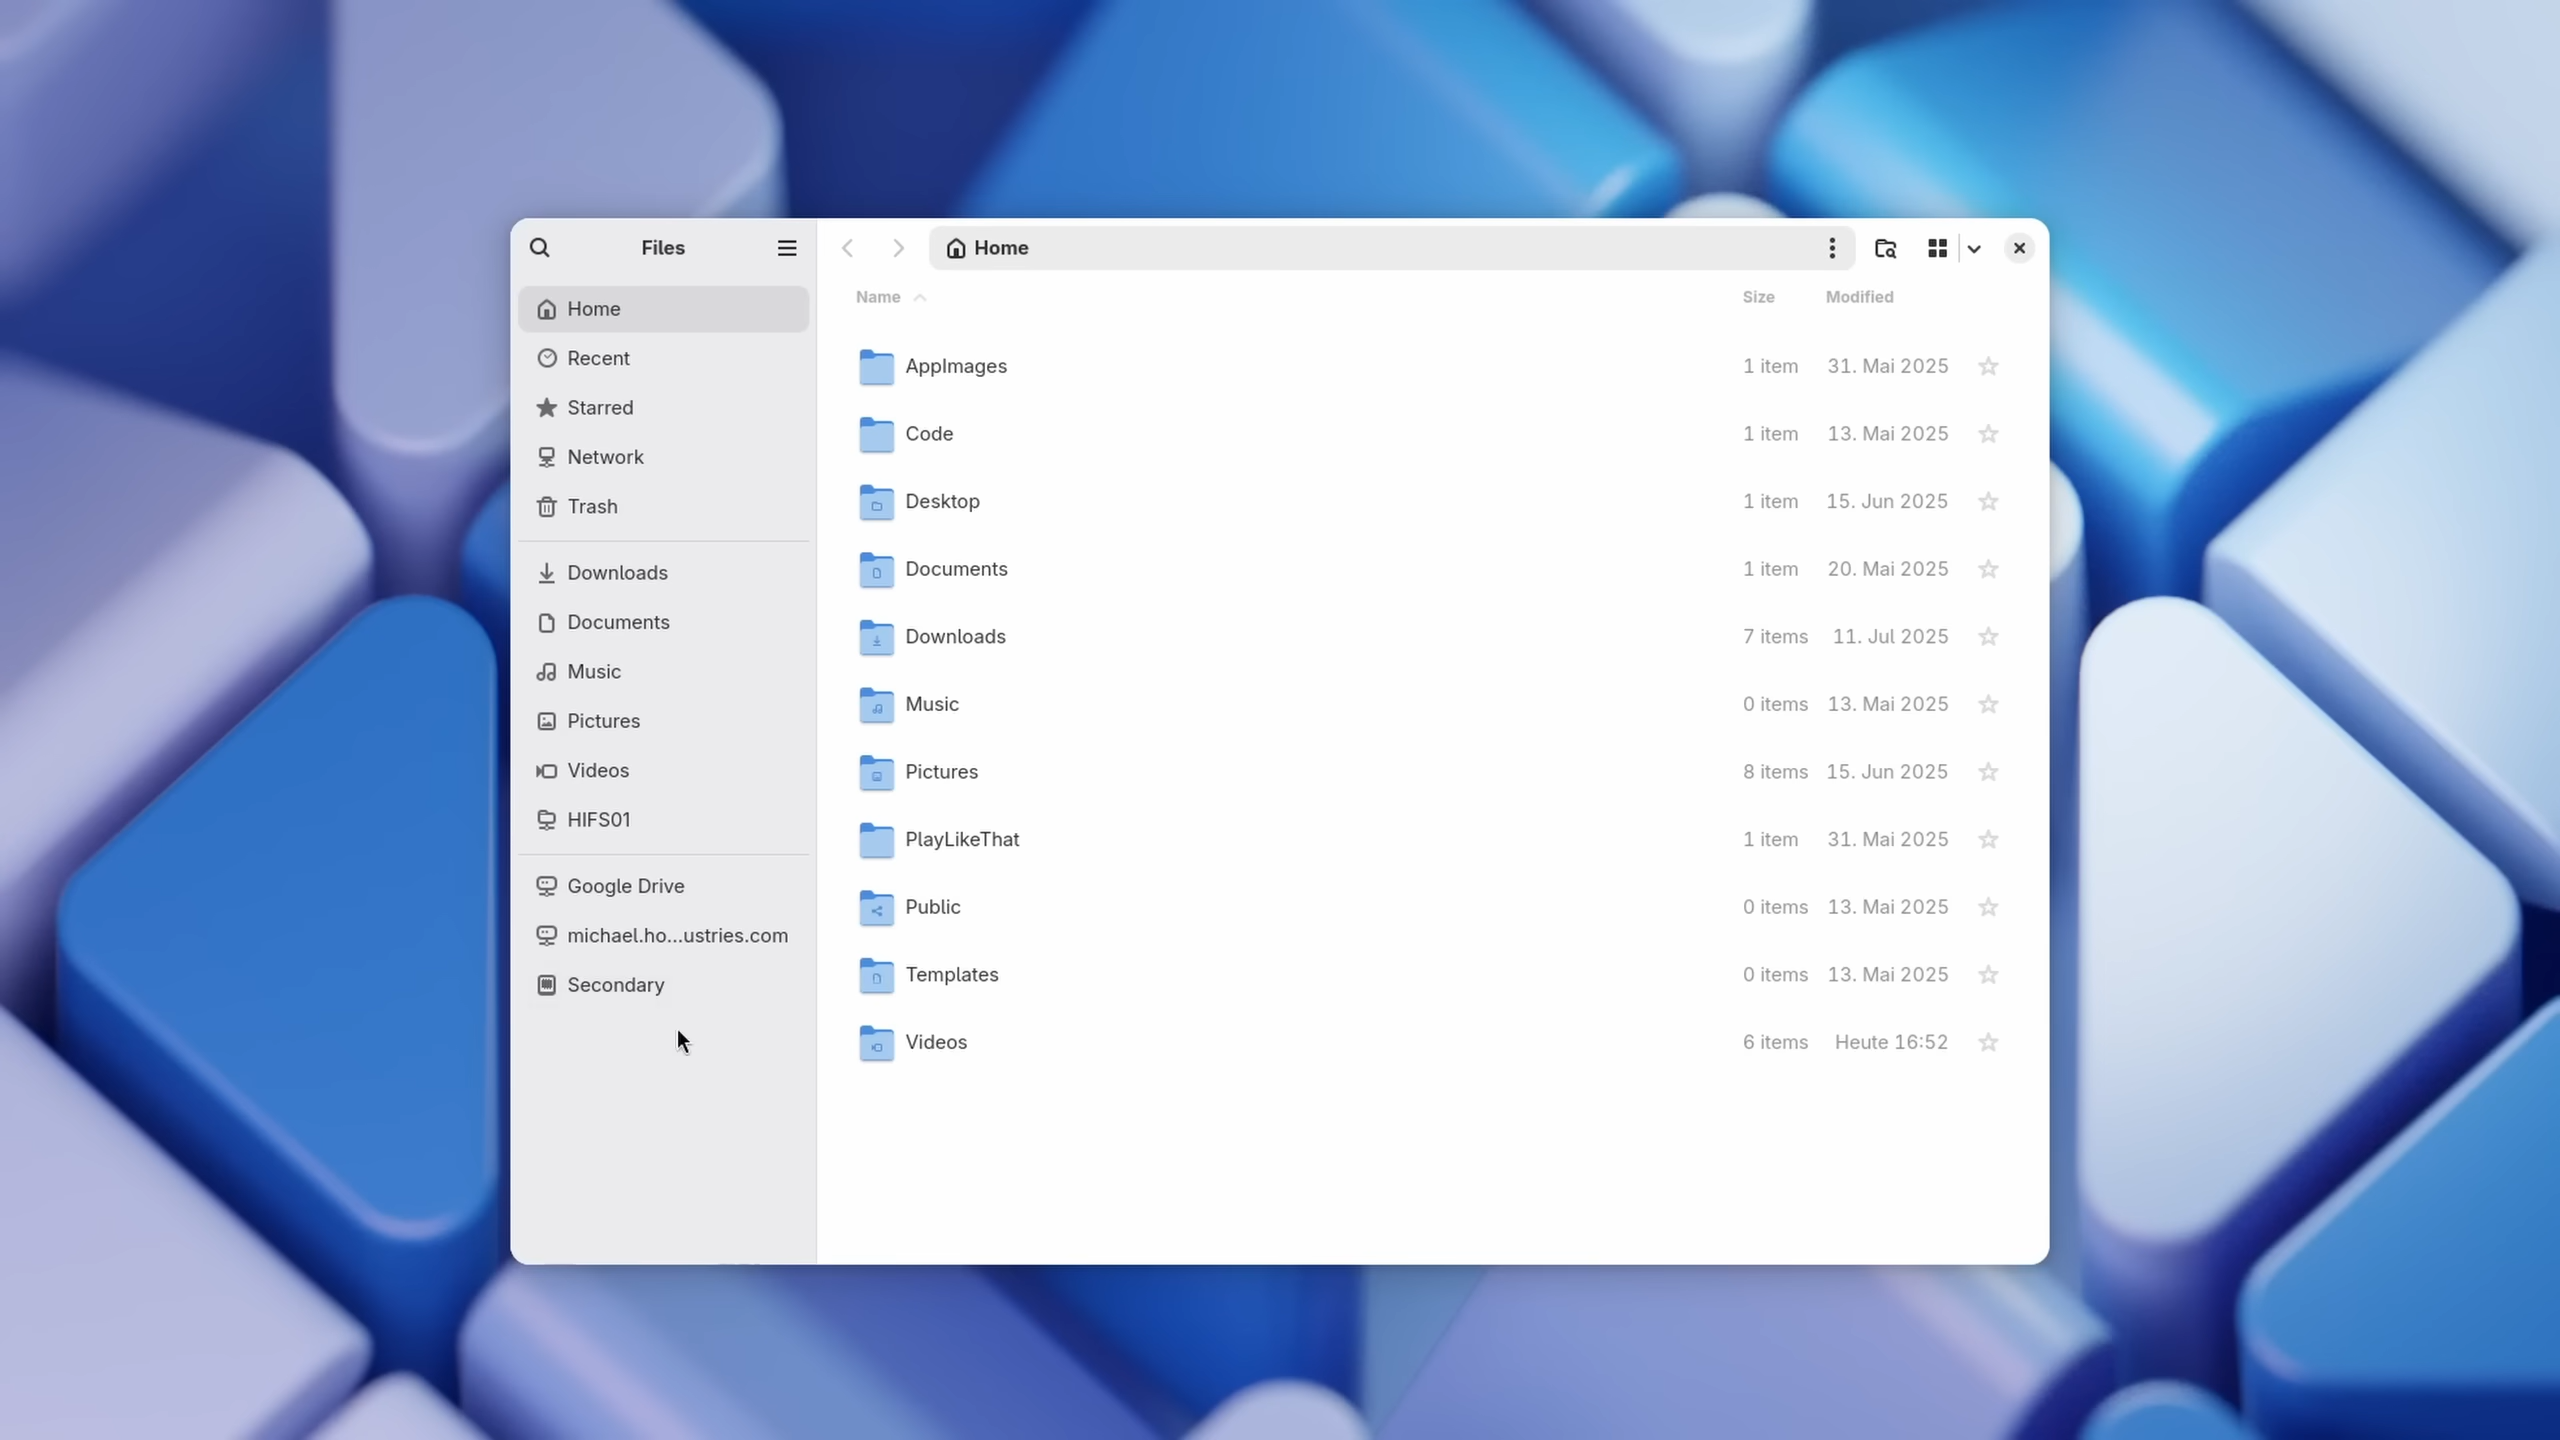 Files
Home
Home
Recent
Starred
Network
Trash
Downloads
Documents
Music
Pictures
Videos
HIFS01
Google Drive
michael.ho...ustries.com
Secondary
Name Size Modified
AppImages 1 item 31. Mai 2025
Code 1 item 13. Mai 2025
Desktop 1 item 15. Jun 2025
Documents 1 item 20. Mai 2025
Downloads 7 items 11. Jul 2025
Music 0 items 13. Mai 2025
Pictures 8 items 15. Jun 2025
PlayLikeThat 1 item 31. Mai 2025
Public 0 items 13. Mai 2025
Templates 0 items 13. Mai 2025
Videos 6 items Heute 16:52